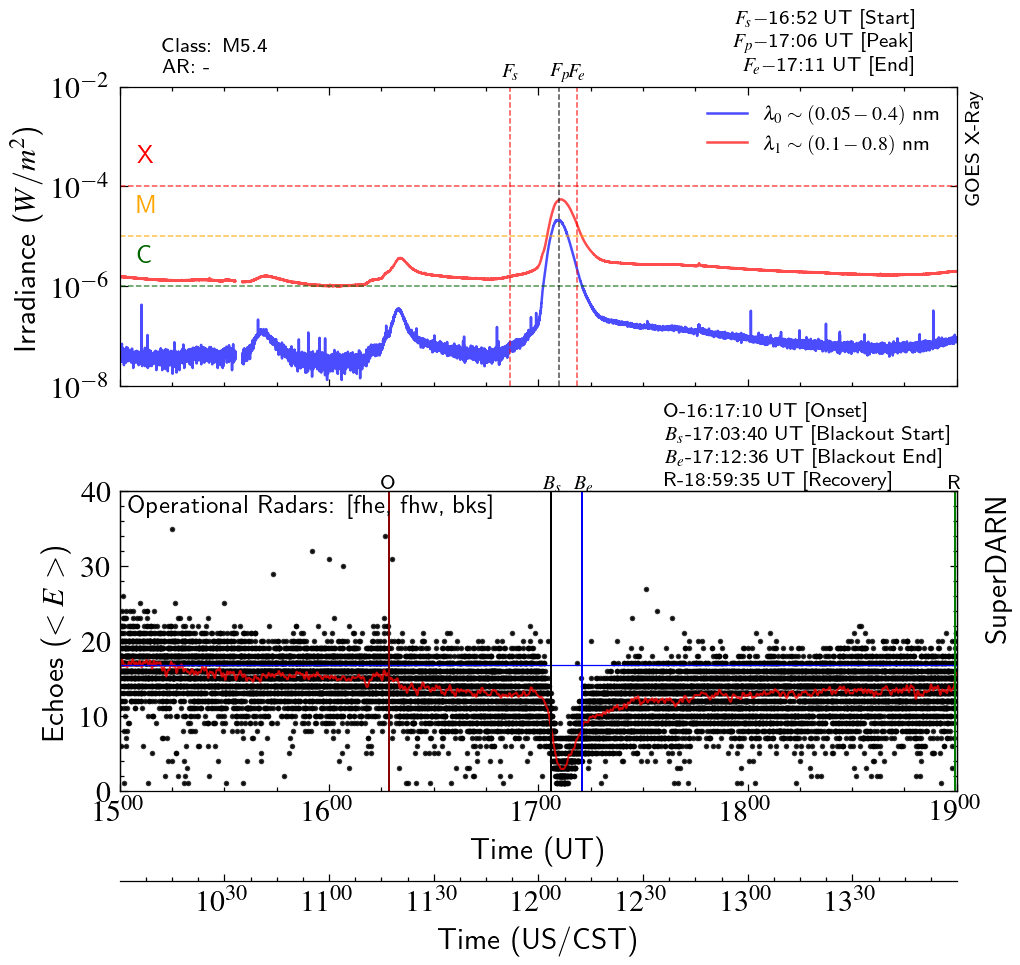 F_s−16:52 UT [Start]
Class: M5.4
F_p−17:06 UT [Peak]
AR: -
F_e−17:11 UT [End]
F_s F_p F_e
10^−2
10^−4
10^−6
10^−8
Irradiance (W/m²)
X
M
C
λ₀ ∼ (0.05 − 0.4) nm
λ₁ ∼ (0.1 − 0.8) nm
GOES X-Ray
O-16:17:10 UT [Onset]
B_s-17:03:40 UT [Blackout Start]
B_e-17:12:36 UT [Blackout End]
R-18:59:35 UT [Recovery]
O B_s B_e R
Operational Radars: [fhe, fhw, bks]
40
30
20
10
0
Echoes (< E >)
SuperDARN
15^00 16^00 17^00 18^00 19^00
Time (UT)
10^30 11^00 11^30 12^00 12^30 13^00 13^30
Time (US/CST)